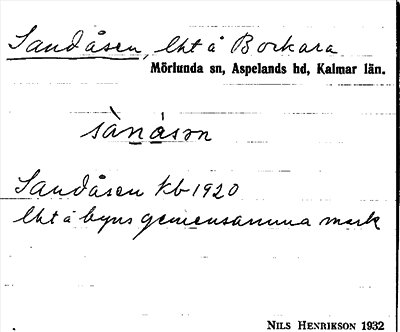 Sandåsen, lht å Borkara
Mörlunda sn, Aspelands hd, Kalmar län.
sànåsen
Sandåsen kb 1920
lht å byns gemensamma mark
NILS HENRIKSON 1932